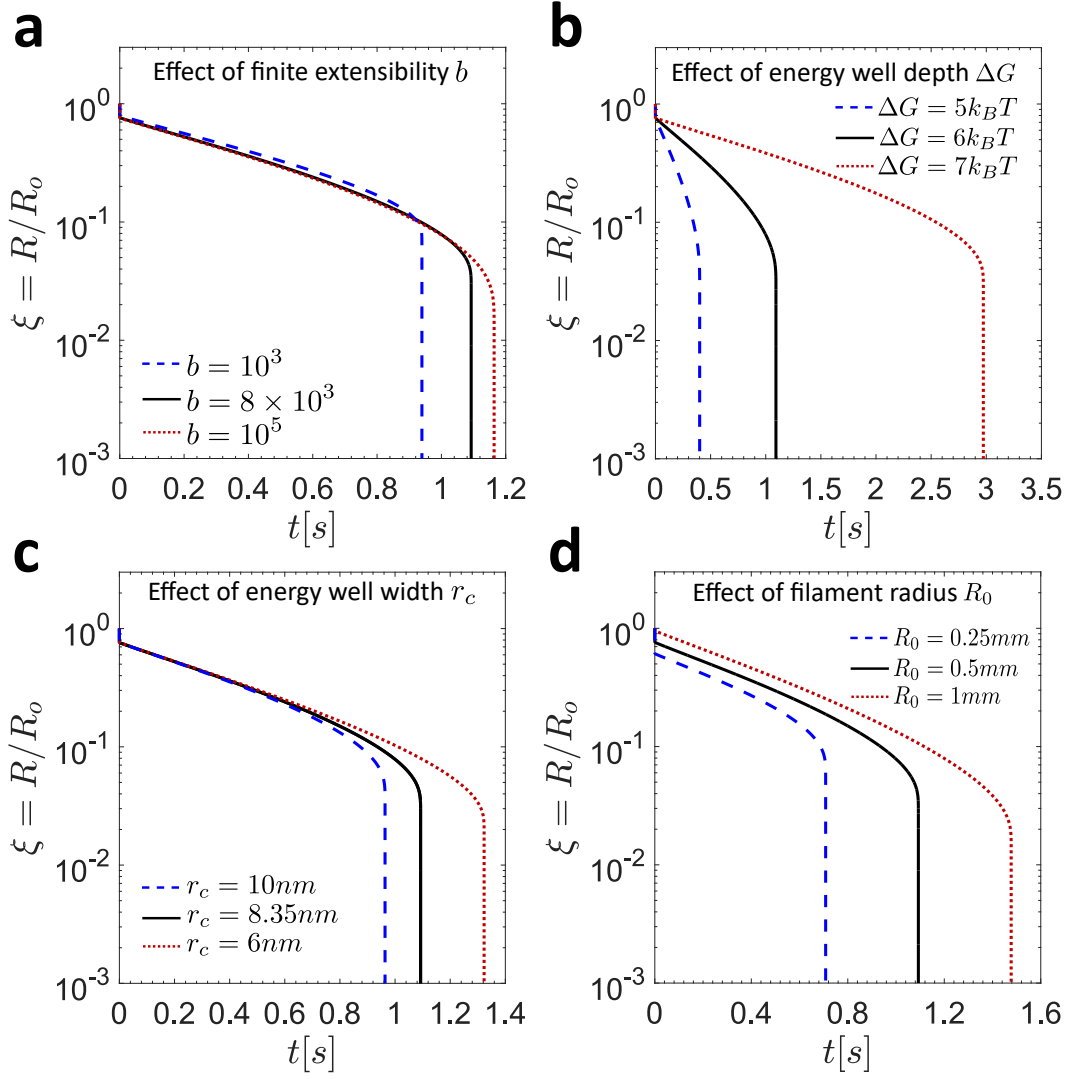 a
Effect of finite extensibility b
10^0
10^-1
10^-2
10^-3
ξ = R/R_o
b = 10^3
b = 8 × 10^3
b = 10^5
0 0.2 0.4 0.6 0.8 1 1.2
t[s]
b
Effect of energy well depth ΔG
ΔG = 5k_BT
ΔG = 6k_BT
ΔG = 7k_BT
10^0
10^-1
10^-2
10^-3
ξ = R/R_o
0 0.5 1 1.5 2 2.5 3 3.5
t[s]
c
Effect of energy well width r_c
10^0
10^-1
10^-2
10^-3
ξ = R/R_o
r_c = 10nm
r_c = 8.35nm
r_c = 6nm
0 0.2 0.4 0.6 0.8 1 1.2 1.4
t[s]
d
Effect of filament radius R_0
R_0 = 0.25mm
R_0 = 0.5mm
R_0 = 1mm
10^0
10^-1
10^-2
10^-3
ξ = R/R_o
0 0.4 0.8 1.2 1.6
t[s]